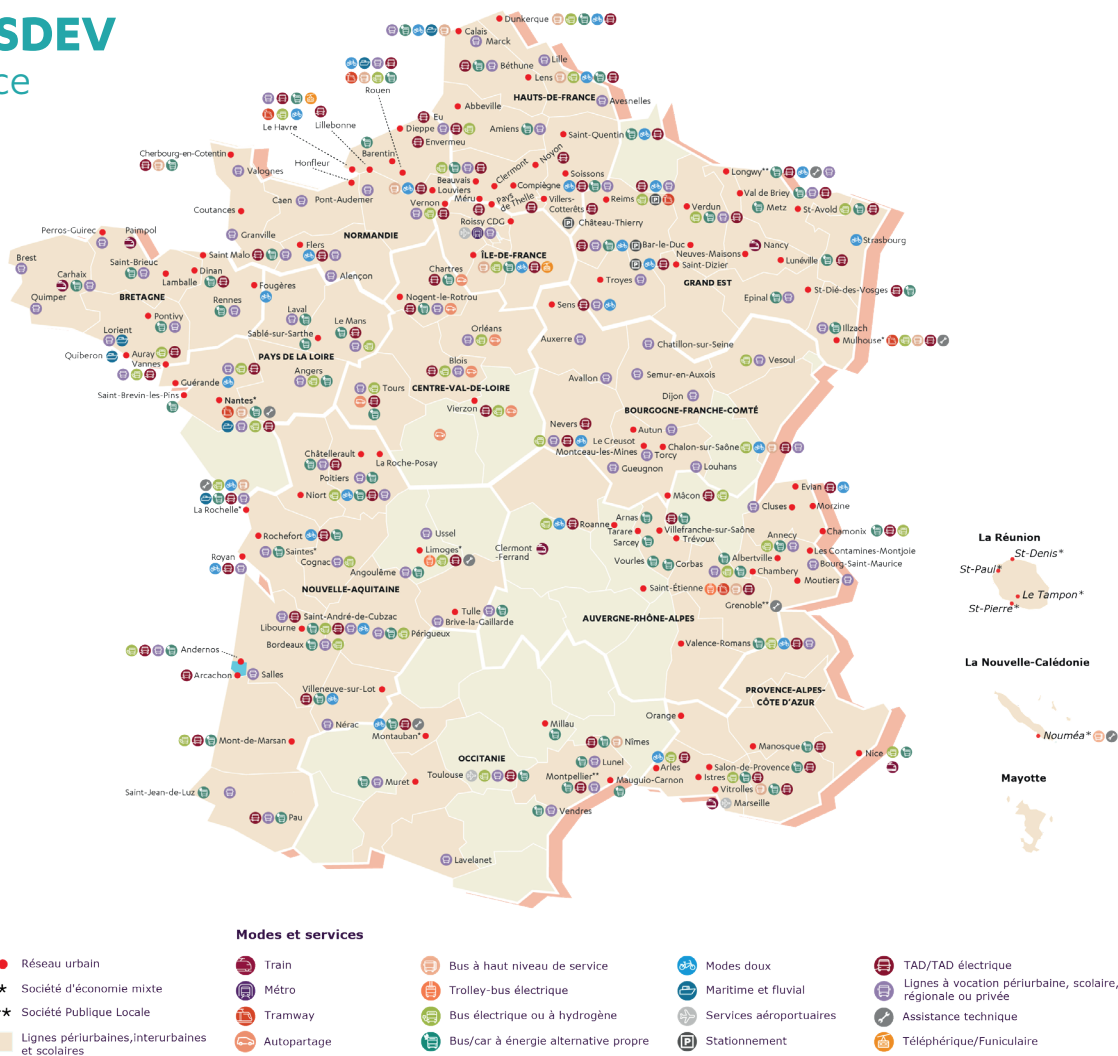 SDEV
ce
Dunkerque
Calais
Marck
Lille
Béthune
Lens
HAUTS-DE-FRANCE
Avesnelles
Rouen
Abbeville
Le Havre
Lillebonne
Eu
Dieppe
Envermeu
Amiens
Saint-Quentin
Cherbourg-en-Cotentin
Valognes
Honfleur
Barentin
Beauvais
Clermont
Noyon
Soissons
Compiègne
Longwy**
Val de Briey
Caen
Pont-Audemer
Louviers
Vernon
Méru
Pays
de Thelle
Villers-
Cotterêts
Reims
Verdun
Metz
St-Avold
Coutances
Roissy CDG
Château-Thierry
Perros-Guirec
Paimpol
Granville
NORMANDIE
Strasbourg
Brest
Saint-Brieuc
Saint Malo
Flers
ÎLE-DE-FRANCE
Bar-le-Duc
Nancy
Neuves-Maisons
Lunéville
Carhaix
Dinan
Lamballe
Alençon
Chartres
Saint-Dizier
Troyes
GRAND EST
Quimper
BRETAGNE
Rennes
Fougères
Nogent-le-Rotrou
Sens
Epinal
St-Dié-des-Vosges
Pontivy
Laval
Le Mans
Orléans
Auxerre
Chatillon-sur-Seine
Illzach
Mulhouse*
Lorient
Sablé-sur-Sarthe
Quiberon
Auray
Vannes
PAYS DE LA LOIRE
Angers
Blois
Vesoul
Guérande
Tours
CENTRE-VAL-DE-LOIRE
Avallon
Semur-en-Auxois
Saint-Brevin-les-Pins
Nantes*
Vierzon
Dijon
BOURGOGNE-FRANCHE-COMTÉ
Nevers
Autun
Le Creusot
Montceau-les-Mines
Torcy
Chalon-sur-Saône
Châtellerault
La Roche-Posay
Poitiers
Gueugnon
Louhans
Niort
Mâcon
Evian
La Rochelle*
Cluses
Morzine
Rochefort
Ussel
Roanne
Arnas
Tarare
Villefranche-sur-Saône
Trévoux
Sarcey
Annecy
Chamonix
Royan
Saintes*
Cognac
Limoges*
Clermont
-Ferrand
Vourles
Corbas
Albertville
Les Contamines-Montjoie
Bourg-Saint-Maurice
Chambery
Moutiers
Angoulême
NOUVELLE-AQUITAINE
Saint-Étienne
Grenoble**
Saint-André-de-Cubzac
Libourne
Périgueux
Tulle
Brive-la-Gaillarde
AUVERGNE-RHÔNE-ALPES
Bordeaux
Valence-Romans
Andernos
Arcachon
Salles
Villeneuve-sur-Lot
PROVENCE-ALPES-
CÔTE D'AZUR
Nérac
Montauban*
Millau
Orange
Mont-de-Marsan
OCCITANIE
Nîmes
Manosque
Nice
Lunel
Arles
Salon-de-Provence
Toulouse
Montpellier**
Mauguio-Carnon
Istres
Vitrolles
Marseille
Saint-Jean-de-Luz
Muret
Vendres
Pau
Lavelanet
La Réunion
St-Denis*
St-Paul*
Le Tampon*
St-Pierre*
La Nouvelle-Calédonie
Nouméa*
Mayotte
Modes et services
Réseau urbain
* Société d'économie mixte
** Société Publique Locale
Lignes périurbaines,interurbaines
et scolaires
Train
Métro
Tramway
Autopartage
Bus à haut niveau de service
Trolley-bus électrique
Bus électrique ou à hydrogène
Bus/car à énergie alternative propre
Modes doux
Maritime et fluvial
Services aéroportuaires
P Stationnement
TAD/TAD électrique
Lignes à vocation périurbaine, scolaire,
régionale ou privée
Assistance technique
Téléphérique/Funiculaire